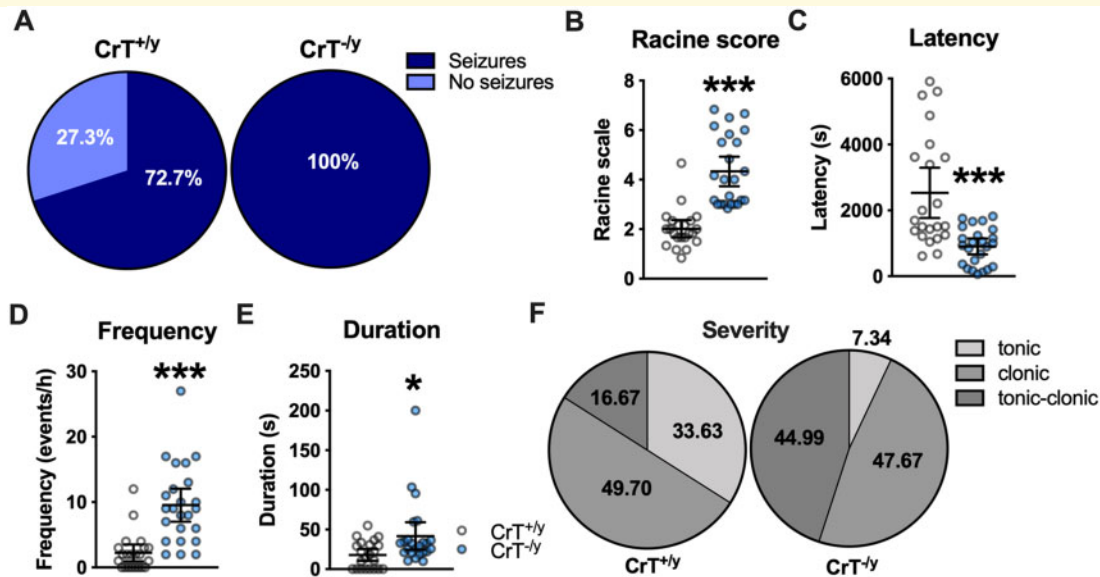 A
CrT+/y
CrT-/y
Seizures
No seizures
27.3%
72.7%
100%
B
Racine score
***
Racine scale
8
6
4
2
0
C
Latency
***
Latency (s)
6000
4000
2000
0
D
Frequency
***
Frequency (events/h)
30
20
10
0
E
Duration
*
Duration (s)
250
200
150
100
50
0
CrT+/y
CrT-/y
F
Severity
7.34
tonic
clonic
tonic-clonic
16.67
33.63
49.70
44.99
47.67
CrT+/y
CrT-/y